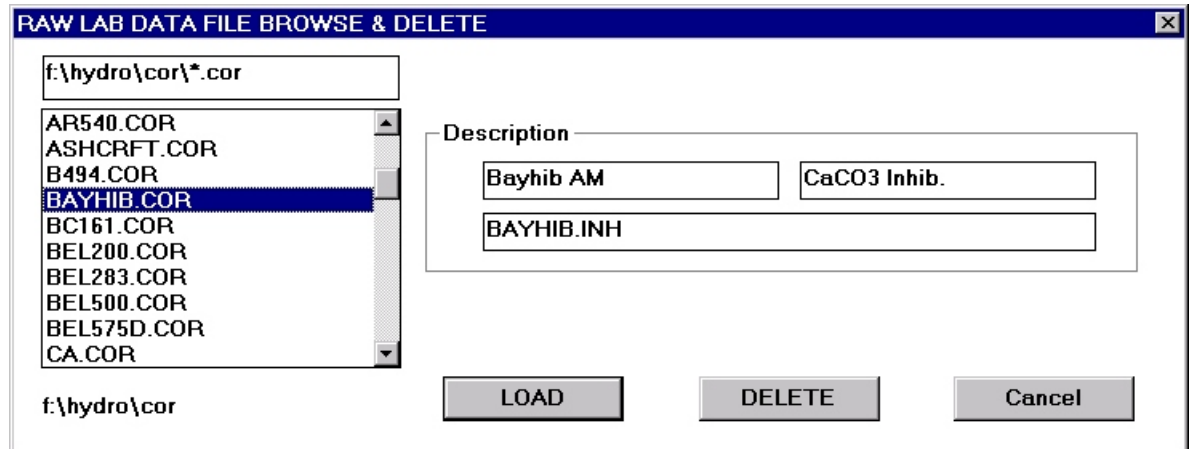 RAW LAB DATA FILE BROWSE & DELETE
f:\hydro\cor\*.cor
AR540.COR
ASHCRFT.COR
B494.COR
BAYHIB.COR
BC161.COR
BEL200.COR
BEL283.COR
BEL500.COR
BEL575D.COR
CA.COR
f:\hydro\cor
Description
Bayhib AM
CaCO3 Inhib.
BAYHIB.INH
LOAD
DELETE
Cancel